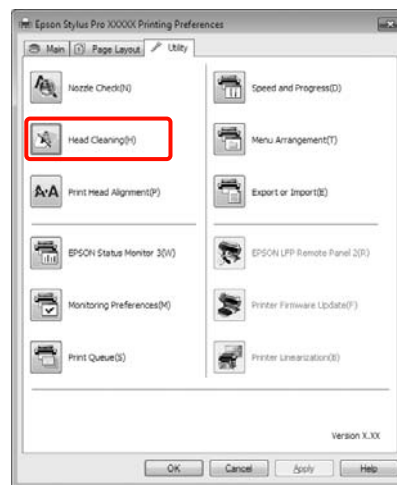 Epson Stylus Pro XXXXX Printing Preferences
Main Page Layout Utility
Nozzle Check(N)
Speed and Progress(D)
Head Cleaning(H)
Menu Arrangement(T)
A·A Print Head Alignment(P)
Export or Import(E)
EPSON Status Monitor 3(W)
EPSON LFP Remote Panel 2(R)
Monitoring Preferences(M)
Printer Firmware Update(F)
Print Queue(S)
Printer Linearization(B)
Version X.XX
OK Cancel Apply Help